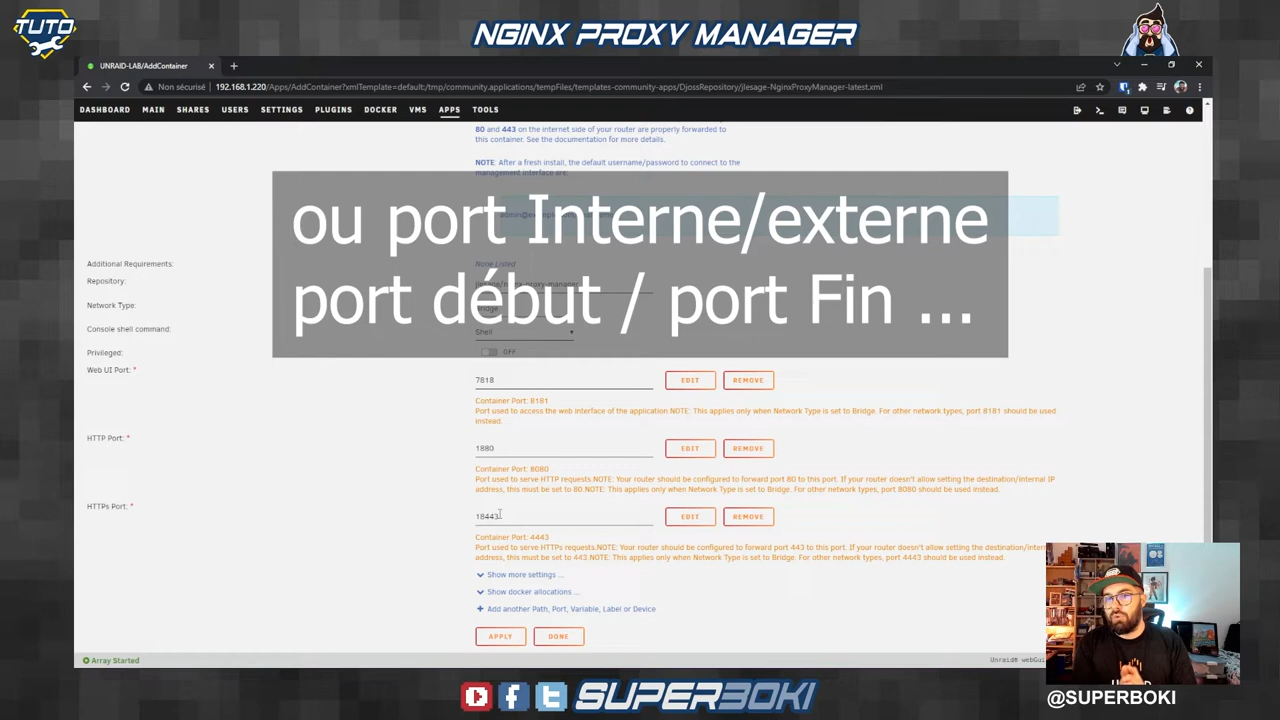 TUTO
NGINX PROXY MANAGER
UNRAID-LAB/AddContainer
Non sécurisé 192.168.1.220/Apps/AddContainer?xmlTemplate=default:/tmp/community.applications/tempFiles/templates-community-apps/DjossRepository/jlesage-NginxProxyManager-latest.xml
DASHBOARD MAIN SHARES USERS SETTINGS PLUGINS DOCKER VMS APPS TOOLS
80 and 443 on the internet side of your router are properly forwarded to
this container. See the documentation for more details.
NOTE: After a fresh install, the default username/password to connect to the
management interface are:
ou port Interne/externe
port début / port Fin ...
Additional Requirements: None Listed
Repository: jlesage/nginx-proxy-manager
Network Type: Bridge
Console shell command: Shell
Privileged: OFF
Web UI Port: * 7818 EDIT REMOVE
Container Port: 8181
Port used to access the web interface of the application.NOTE: This applies only when Network Type is set to Bridge. For other network types, port 8181 should be used
instead.
HTTP Port: * 1880 EDIT REMOVE
Container Port: 8080
Port used to serve HTTP requests.NOTE: Your router should be configured to forward port 80 to this port. If your router doesn't allow setting the destination/internal IP
address, this must be set to 80.NOTE: This applies only when Network Type is set to Bridge. For other network types, port 8080 should be used instead.
HTTPs Port: * 18443 EDIT REMOVE
Container Port: 4443
Port used to serve HTTPs requests.NOTE: Your router should be configured to forward port 443 to this port. If your router doesn't allow setting the destination/intern
address, this must be set to 443.NOTE: This applies only when Network Type is set to Bridge. For other network types, port 4443 should be used instead.
Show more settings ...
Show docker allocations ...
Add another Path, Port, Variable, Label or Device
APPLY DONE
Array Started
Unraid® webGu
SUPERBOKI
@SUPERBOKI